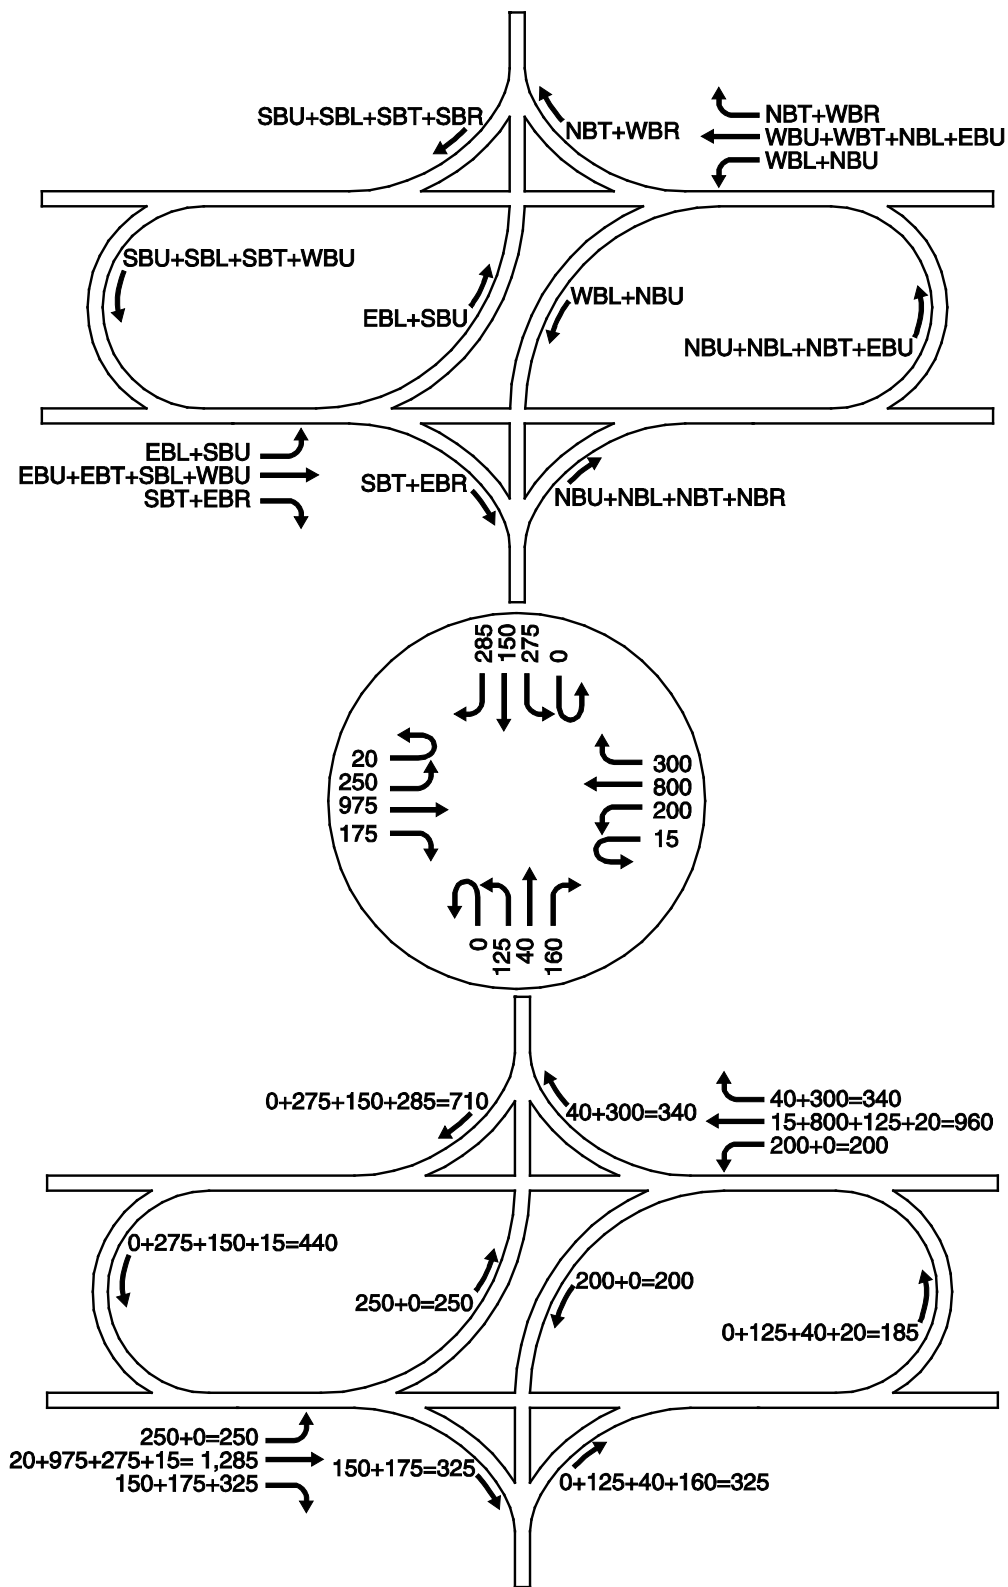 SBU+SBL+SBT+SBR
NBT+WBR
NBT+WBR
WBU+WBT+NBL+EBU
WBL+NBU
SBU+SBL+SBT+WBU
EBL+SBU
WBL+NBU
NBU+NBL+NBT+EBU
EBL+SBU
EBU+EBT+SBL+WBU
SBT+EBR
SBT+EBR
NBU+NBL+NBT+NBR
285
150
275
0
20
250
975
175
300
800
200
15
0
125
40
160
0+275+150+285=710
40+300=340
40+300=340
15+800+125+20=960
200+0=200
0+275+150+15=440
250+0=250
200+0=200
0+125+40+20=185
250+0=250
20+975+275+15= 1,285
150+175+325
150+175=325
0+125+40+160=325